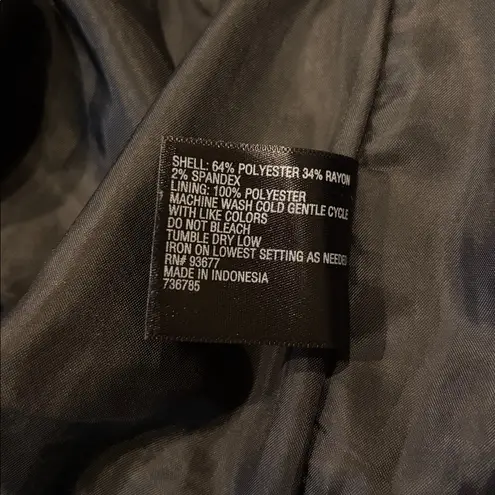 SHELL: 64% POLYESTER 34% RAYON
2% SPANDEX
LINING: 100% POLYESTER
MACHINE WASH COLD GENTLE CYCLE
WITH LIKE COLORS
DO NOT BLEACH
TUMBLE DRY LOW
IRON ON LOWEST SETTING AS NEEDED
RN# 93677
MADE IN INDONESIA
736785